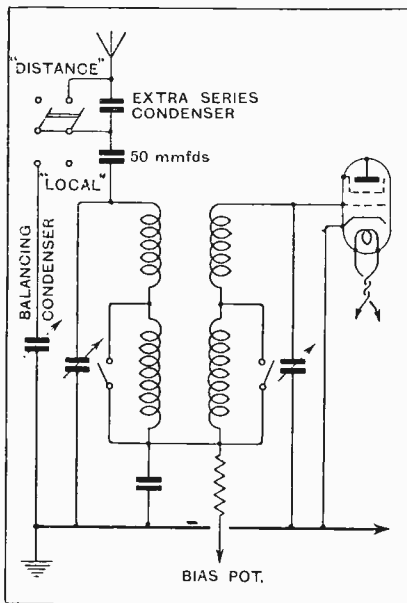 "DISTANCE"
EXTRA SERIES
CONDENSER
50 mmfds
"LOCAL"
BALANCING
CONDENSER
BIAS POT.